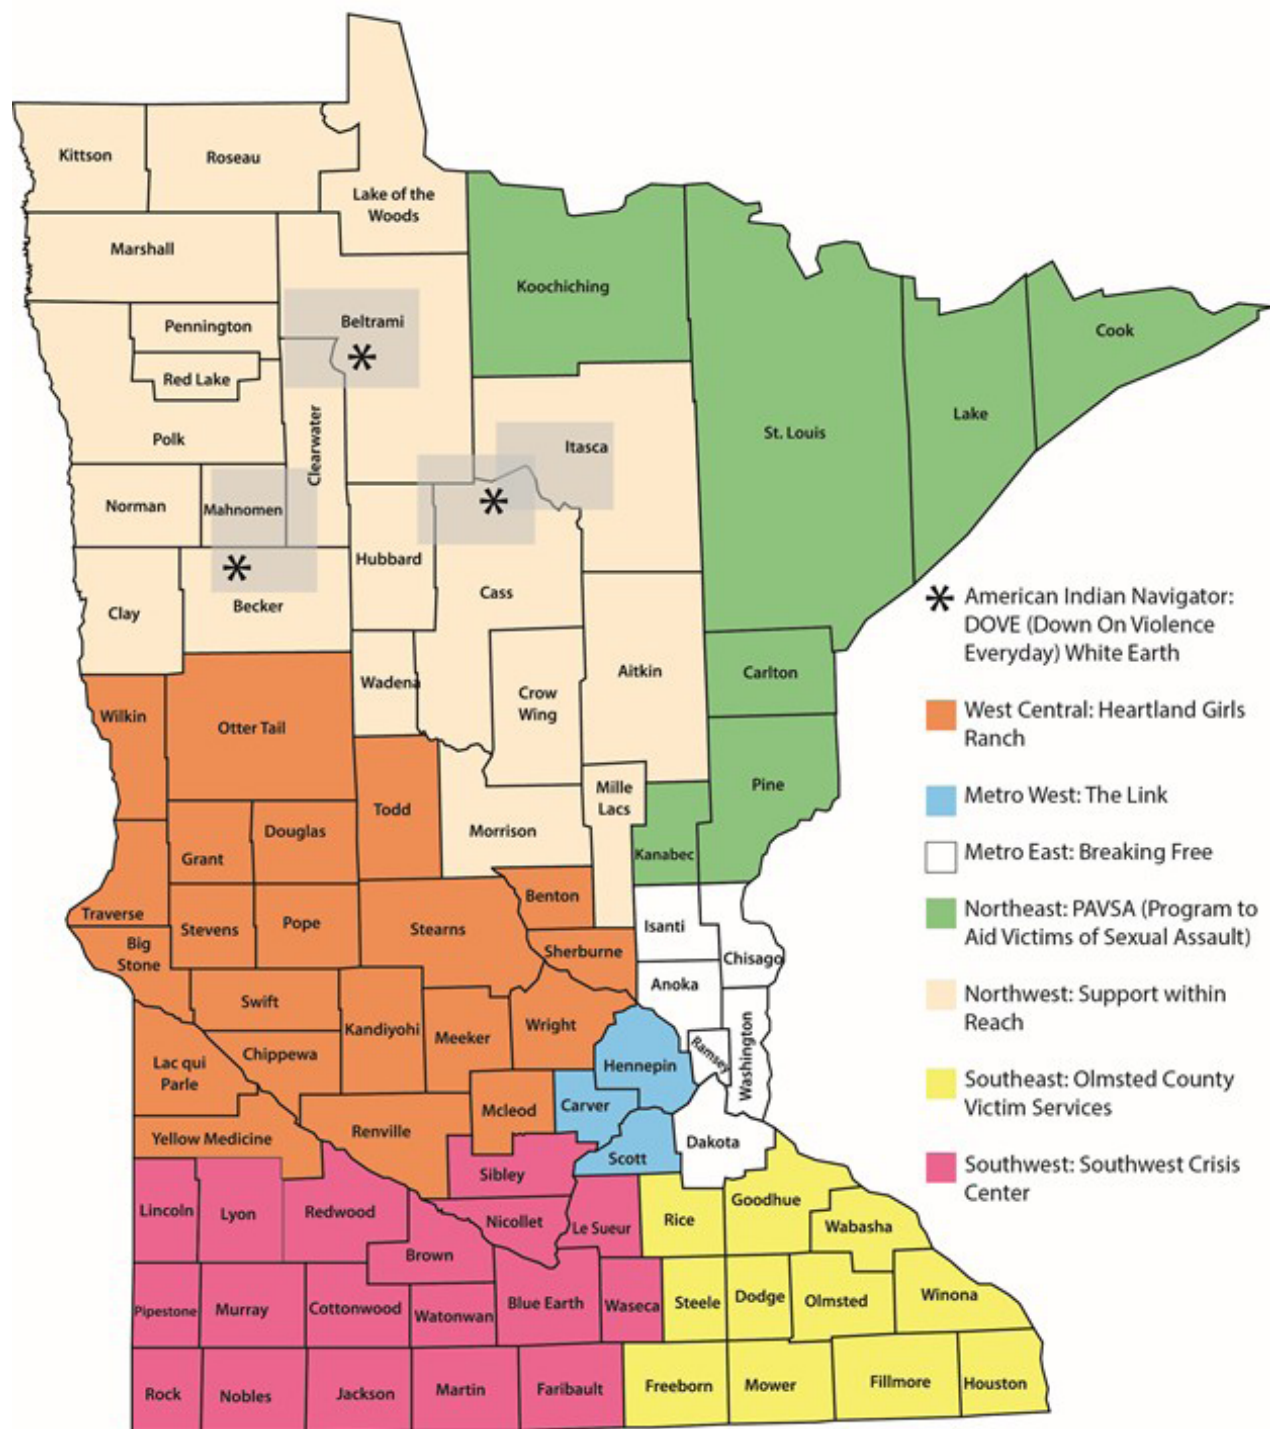 Kittson
Roseau
Lake of the
Woods
Marshall
Koochiching
Beltrami
*
Pennington
Red Lake
Cook
Lake
St. Louis
Polk
Clearwater
Itasca
*
Norman
Mahnomen
*
Hubbard
Cass
Clay
Becker
Wadena
Crow
Wing
Aitkin
Carlton
Wilkin
Otter Tail
Todd
Mille
Lacs
Pine
Morrison
Kanabec
Grant
Douglas
Benton
Traverse
Stevens
Pope
Stearns
Isanti
Big
Stone
Sherburne
Chisago
Anoka
Swift
Kandiyohi
Meeker
Wright
Ramsey
Washington
Lac qui
Parle
Chippewa
Hennepin
Mcleod
Carver
Yellow Medicine
Renville
Scott
Dakota
Sibley
Lincoln
Lyon
Redwood
Nicollet
Le Sueur
Rice
Goodhue
Wabasha
Brown
Pipestone
Murray
Cottonwood
Watonwan
Blue Earth
Waseca
Steele
Dodge
Olmsted
Winona
Rock
Nobles
Jackson
Martin
Faribault
Freeborn
Mower
Fillmore
Houston
* American Indian Navigator:
DOVE (Down On Violence
Everyday) White Earth
West Central: Heartland Girls
Ranch
Metro West: The Link
Metro East: Breaking Free
Northeast: PAVSA (Program to
Aid Victims of Sexual Assault)
Northwest: Support within
Reach
Southeast: Olmsted County
Victim Services
Southwest: Southwest Crisis
Center